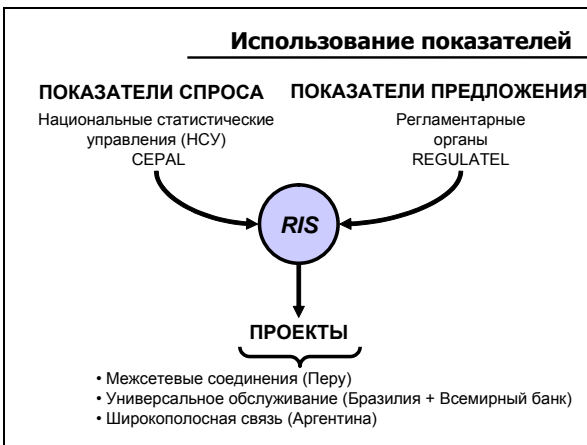 Использование показателей
ПОКАЗАТЕЛИ СПРОСА
Национальные статистические
управления (НСУ)
CEPAL
ПОКАЗАТЕЛИ ПРЕДЛОЖЕНИЯ
Регламентарные
органы
REGULATEL
RIS
ПРОЕКТЫ
• Межсетевые соединения (Перу)
• Универсальное обслуживание (Бразилия + Всемирный банк)
• Широкополосная связь (Аргентина)